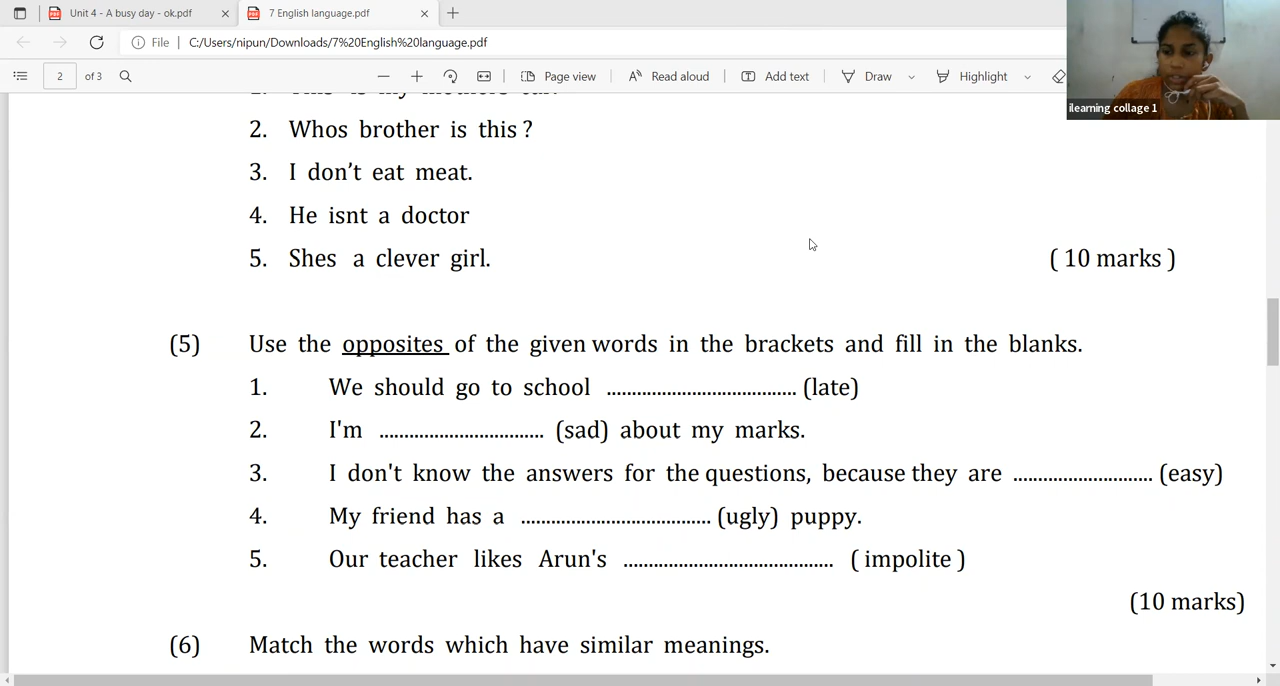 Unit 4 - A busy day - ok.pdf
7 English language.pdf
File C:/Users/nipun/Downloads/7%20English%20language.pdf
2 of 3 Page view Read aloud Add text Draw Highlight
ilearning collage 1
2. Whos brother is this ?
3. I don’t eat meat.
4. He isnt a doctor
5. Shes a clever girl. ( 10 marks )
(5) Use the opposites of the given words in the brackets and fill in the blanks.
1. We should go to school ..................................... (late)
2. I'm ................................ (sad) about my marks.
3. I don't know the answers for the questions, because they are ........................... (easy)
4. My friend has a ..................................... (ugly) puppy.
5. Our teacher likes Arun's ......................................... ( impolite )
(10 marks)
(6) Match the words which have similar meanings.